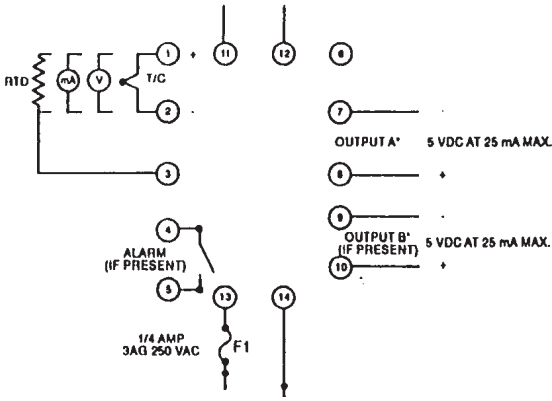 1 + 11 12 6
RTD mA V T/C
2 - 7 -
OUTPUT A* 5 VDC AT 25 mA MAX.
3 8 +
4 9 -
ALARM
(IF PRESENT)
OUTPUT B*
(IF PRESENT)
5 VDC AT 25 mA MAX.
10 +
5 13 14
1/4 AMP
3AG 250 VAC
F1